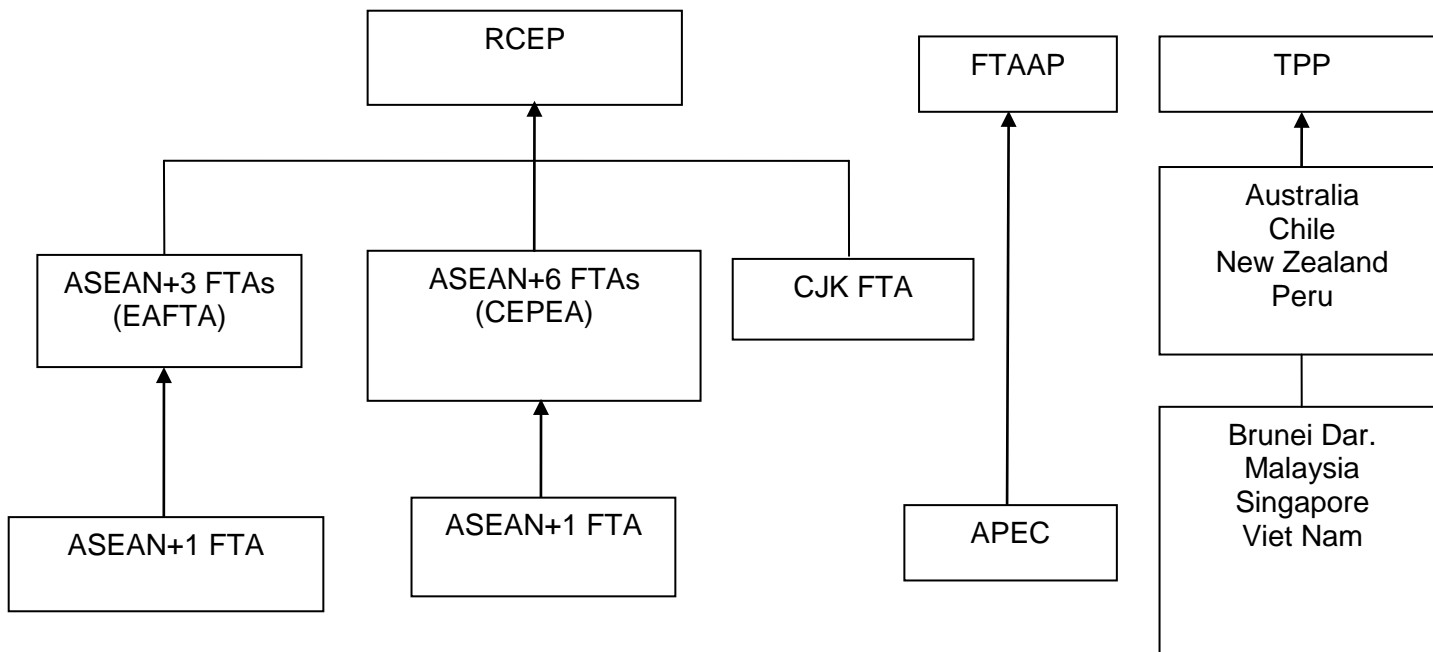 RCEP
FTAAP
TPP
Australia
Chile
New Zealand
Peru
ASEAN+3 FTAs
(EAFTA)
ASEAN+6 FTAs
(CEPEA)
CJK FTA
Brunei Dar.
Malaysia
Singapore
Viet Nam
ASEAN+1 FTA
ASEAN+1 FTA
APEC